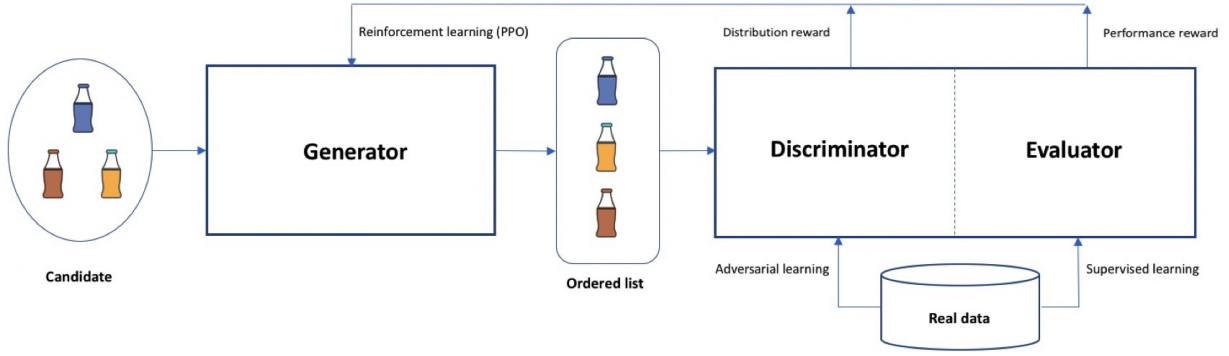 Reinforcement learning (PPO)
Distribution reward
Performance reward
Generator
Discriminator
Evaluator
Candidate
Ordered list
Adversarial learning
Supervised learning
Real data